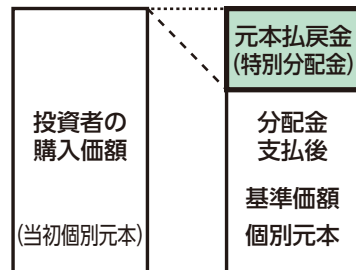 投資者の
購入価額
(当初個別元本)
元本払戻金
(特別分配金)
分配金
支払後
基準価額
個別元本